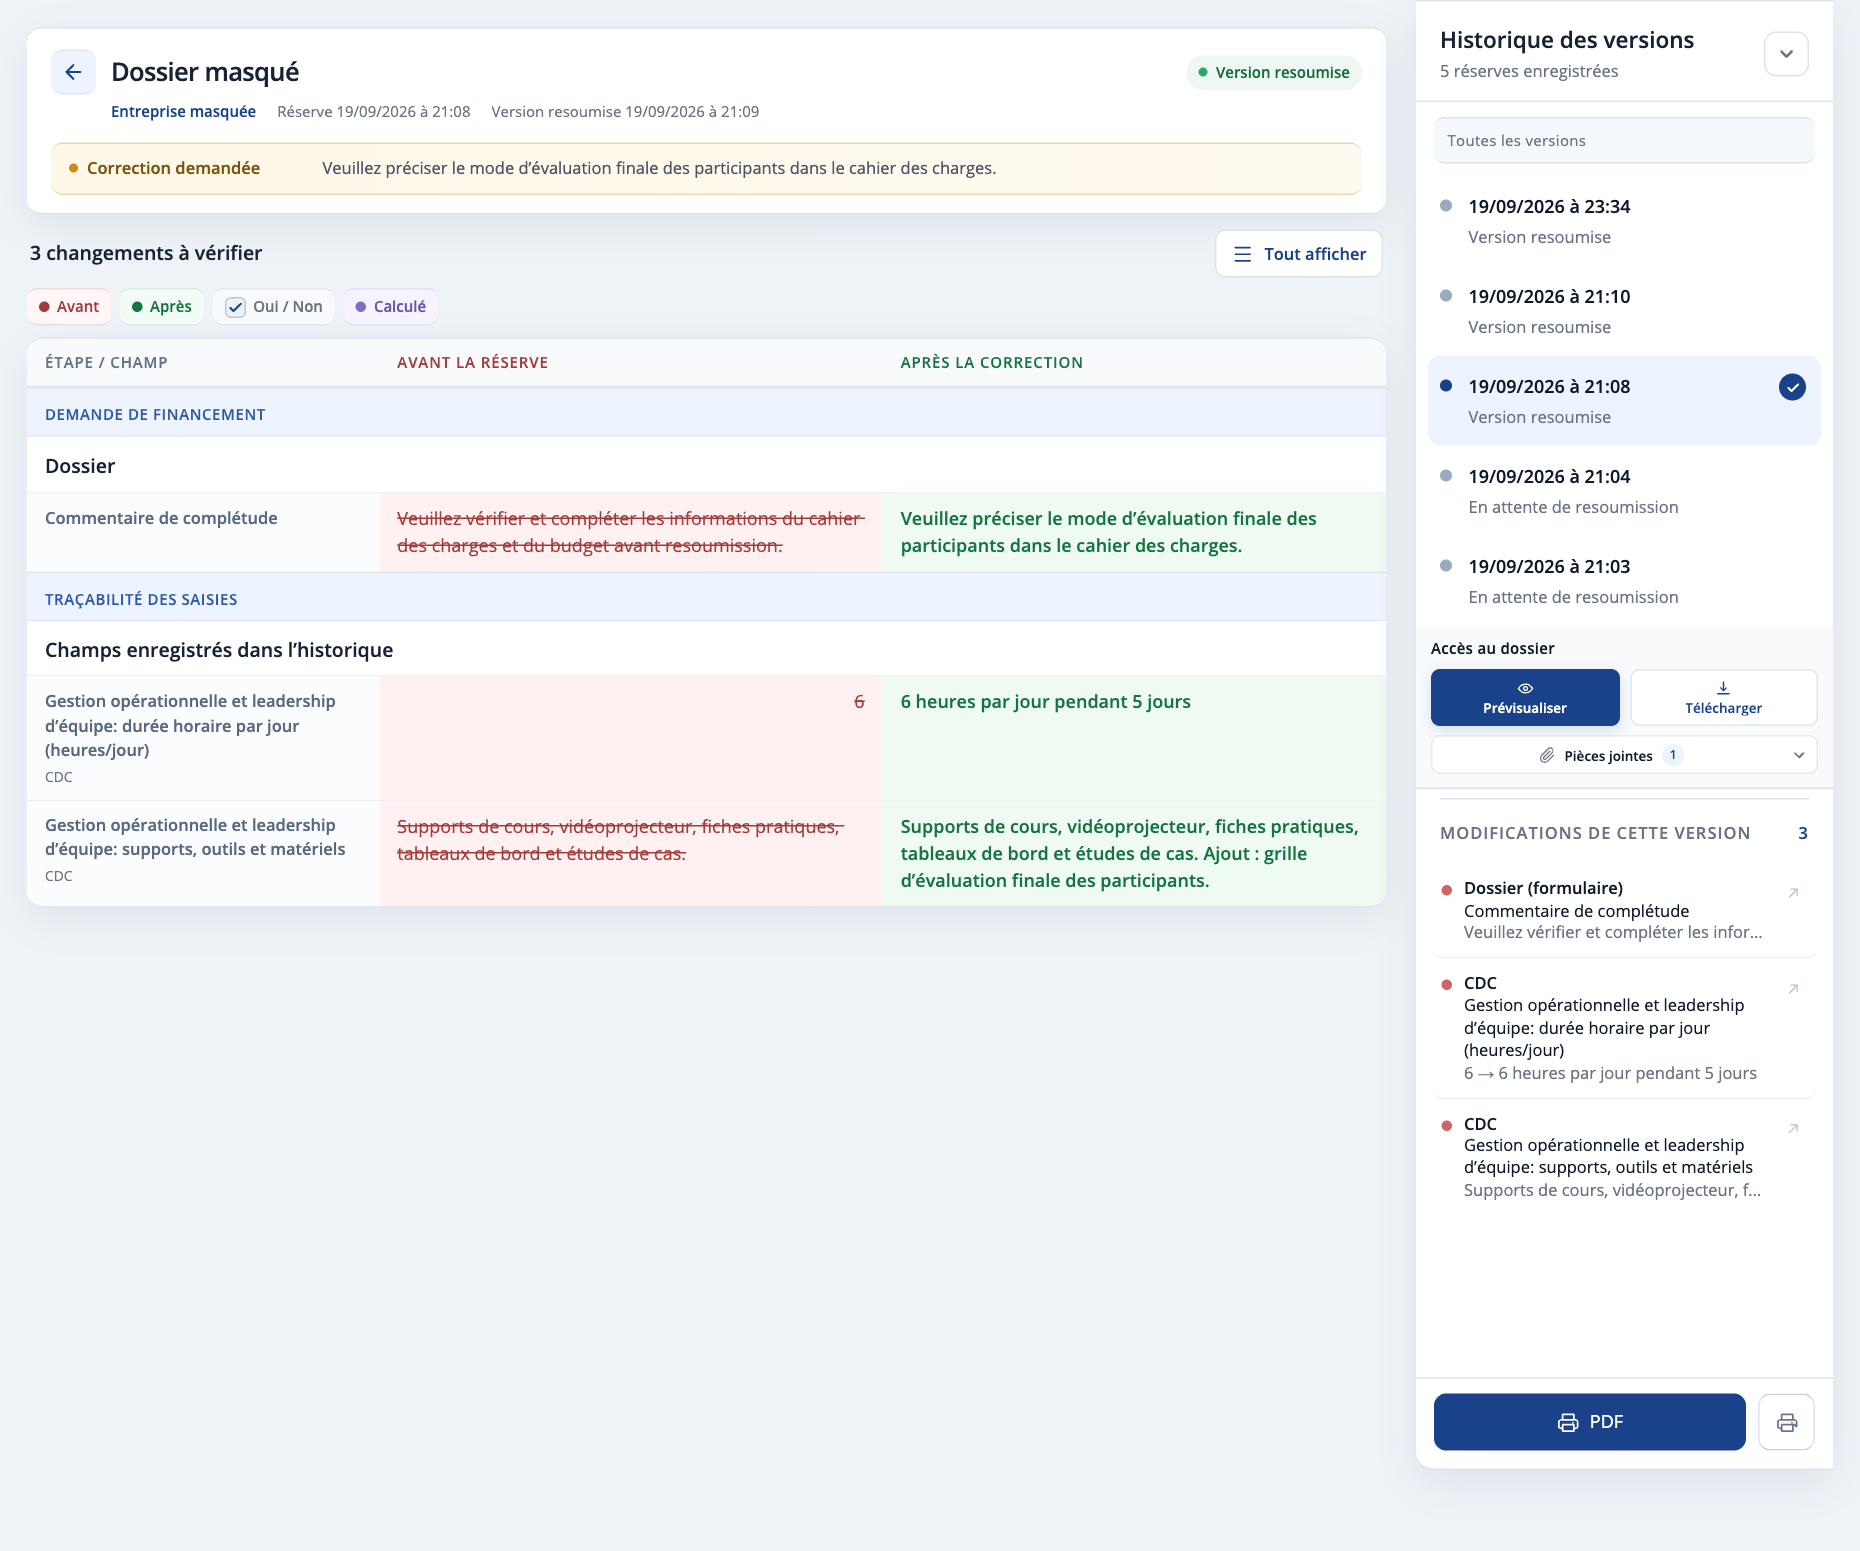 Dossier masqué
Version resoumise
Entreprise masquée Réserve 19/09/2026 à 21:08 Version resoumise 19/09/2026 à 21:09
Correction demandée Veuillez préciser le mode d’évaluation finale des participants dans le cahier des charges.
3 changements à vérifier
Tout afficher
Avant Après Oui / Non Calculé
ÉTAPE / CHAMP AVANT LA RÉSERVE APRÈS LA CORRECTION
DEMANDE DE FINANCEMENT
Dossier
Commentaire de complétude
Veuillez vérifier et compléter les informations du cahier
des charges et du budget avant resoumission.
Veuillez préciser le mode d’évaluation finale des
participants dans le cahier des charges.
TRAÇABILITÉ DES SAISIES
Champs enregistrés dans l’historique
Gestion opérationnelle et leadership
d’équipe: durée horaire par jour
(heures/jour)
CDC
6
6 heures par jour pendant 5 jours
Gestion opérationnelle et leadership
d’équipe: supports, outils et matériels
CDC
Supports de cours, vidéoprojecteur, fiches pratiques,
tableaux de bord et études de cas.
Supports de cours, vidéoprojecteur, fiches pratiques,
tableaux de bord et études de cas. Ajout : grille
d’évaluation finale des participants.
Historique des versions
5 réserves enregistrées
Toutes les versions
19/09/2026 à 23:34
Version resoumise
19/09/2026 à 21:10
Version resoumise
19/09/2026 à 21:08
Version resoumise
19/09/2026 à 21:04
En attente de resoumission
19/09/2026 à 21:03
En attente de resoumission
Accès au dossier
Prévisualiser
Télécharger
Pièces jointes 1
MODIFICATIONS DE CETTE VERSION 3
Dossier (formulaire)
Commentaire de complétude
Veuillez vérifier et compléter les infor...
CDC
Gestion opérationnelle et leadership
d’équipe: durée horaire par jour
(heures/jour)
6 → 6 heures par jour pendant 5 jours
CDC
Gestion opérationnelle et leadership
d’équipe: supports, outils et matériels
Supports de cours, vidéoprojecteur, f...
PDF